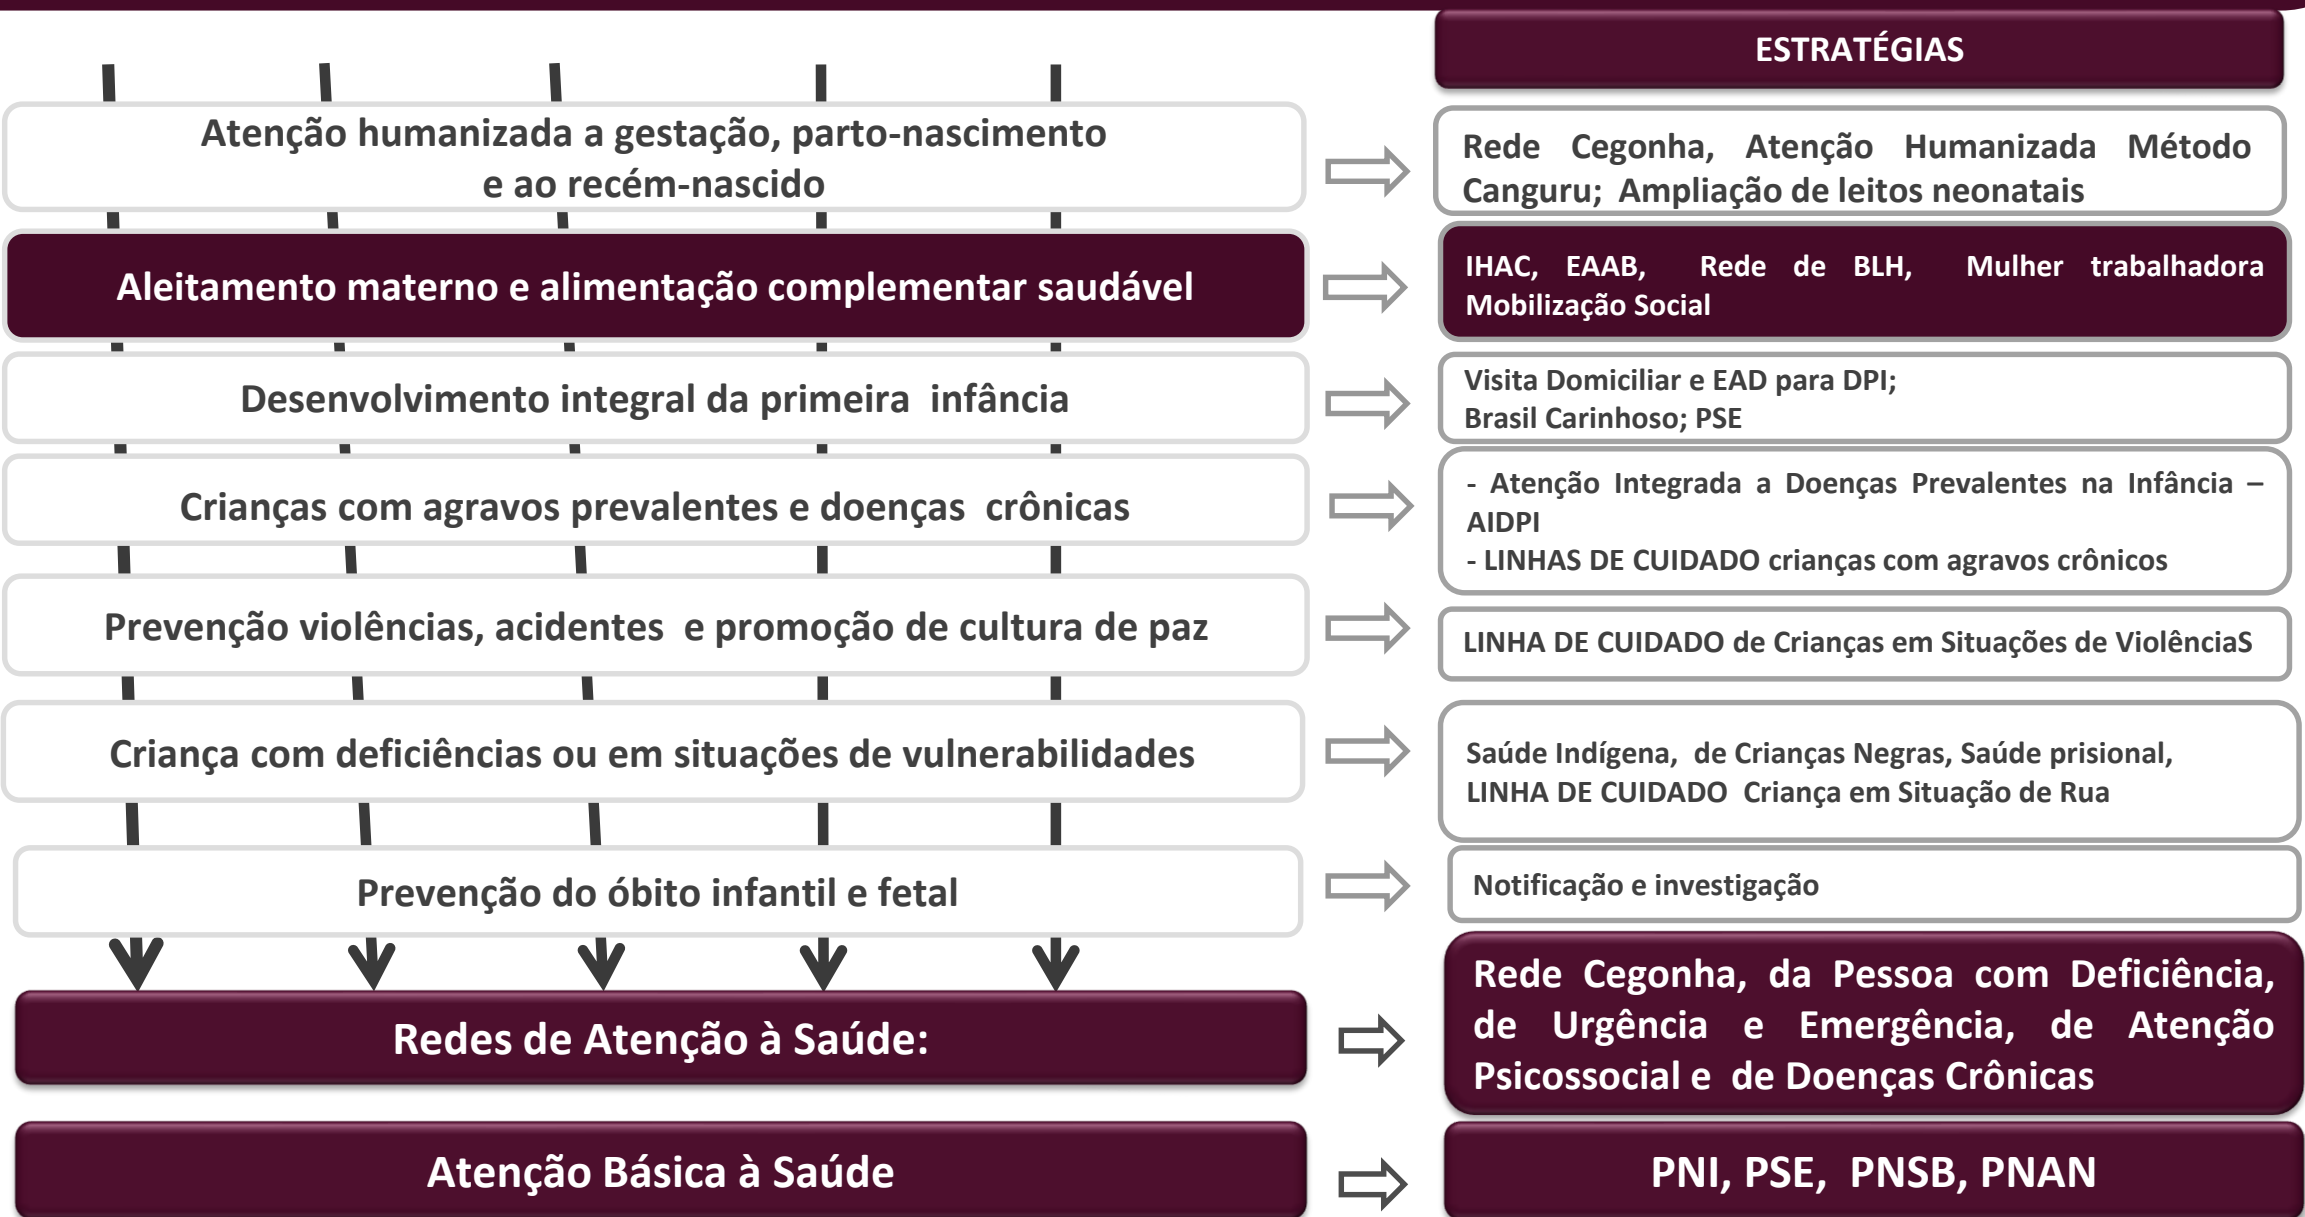 ESTRATÉGIAS
Atenção humanizada a gestação, parto-nascimento
e ao recém-nascido
Rede Cegonha, Atenção Humanizada Método
Canguru; Ampliação de leitos neonatais
Aleitamento materno e alimentação complementar saudável
IHAC, EAAB, Rede de BLH, Mulher trabalhadora
Mobilização Social
Desenvolvimento integral da primeira infância
Visita Domiciliar e EAD para DPI;
Brasil Carinhoso; PSE
Crianças com agravos prevalentes e doenças crônicas
- Atenção Integrada a Doenças Prevalentes na Infância –
AIDPI
- LINHAS DE CUIDADO crianças com agravos crônicos
Prevenção violências, acidentes e promoção de cultura de paz
LINHA DE CUIDADO de Crianças em Situações de ViolênciaS
Criança com deficiências ou em situações de vulnerabilidades
Saúde Indígena, de Crianças Negras, Saúde prisional,
LINHA DE CUIDADO Criança em Situação de Rua
Prevenção do óbito infantil e fetal
Notificação e investigação
Redes de Atenção à Saúde:
Rede Cegonha, da Pessoa com Deficiência,
de Urgência e Emergência, de Atenção
Psicossocial e de Doenças Crônicas
Atenção Básica à Saúde
PNI, PSE, PNSB, PNAN